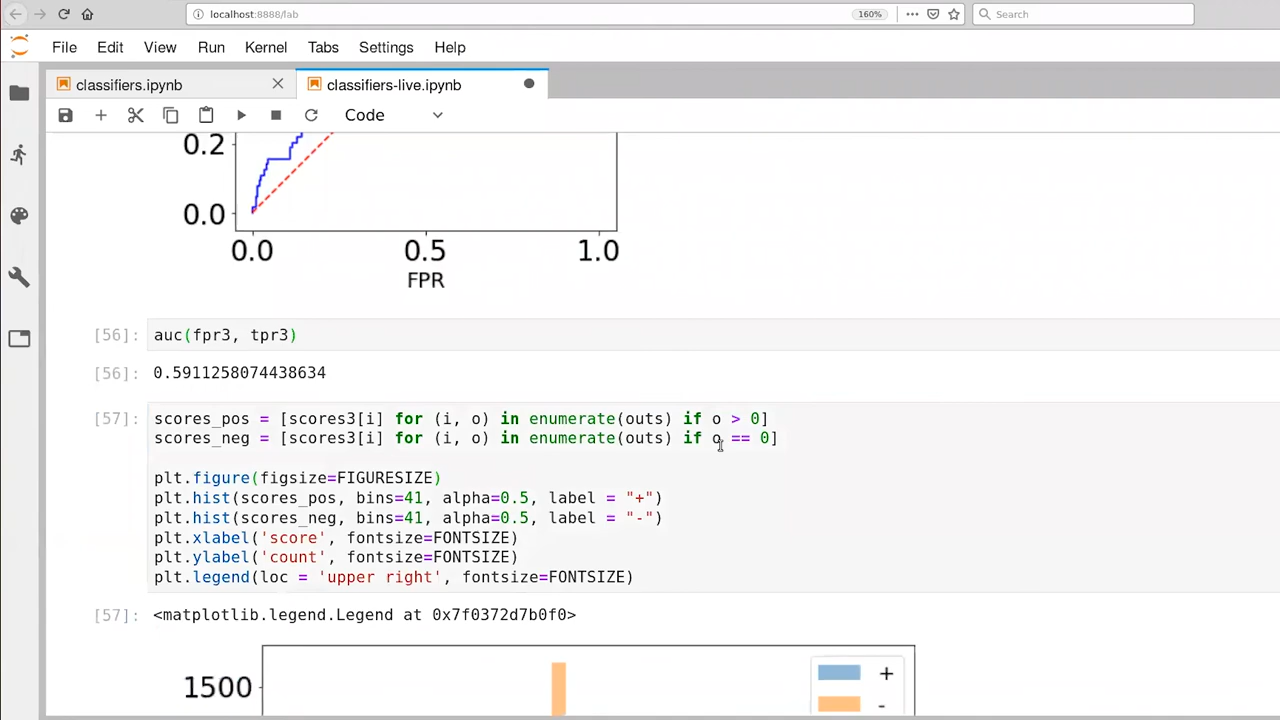 localhost:8888/lab
160%
Search
File Edit View Run Kernel Tabs Settings Help
classifiers.ipynb
classifiers-live.ipynb
Code
0.2
0.0
0.0 0.5 1.0
FPR
[56]: auc(fpr3, tpr3)
[56]: 0.5911258074438634
[57]: scores_pos = [scores3[i] for (i, o) in enumerate(outs) if o > 0]
scores_neg = [scores3[i] for (i, o) in enumerate(outs) if o == 0]
plt.figure(figsize=FIGURESIZE)
plt.hist(scores_pos, bins=41, alpha=0.5, label = "+")
plt.hist(scores_neg, bins=41, alpha=0.5, label = "-")
plt.xlabel('score', fontsize=FONTSIZE)
plt.ylabel('count', fontsize=FONTSIZE)
plt.legend(loc = 'upper right', fontsize=FONTSIZE)
[57]: <matplotlib.legend.Legend at 0x7f0372d7b0f0>
1500
+
-